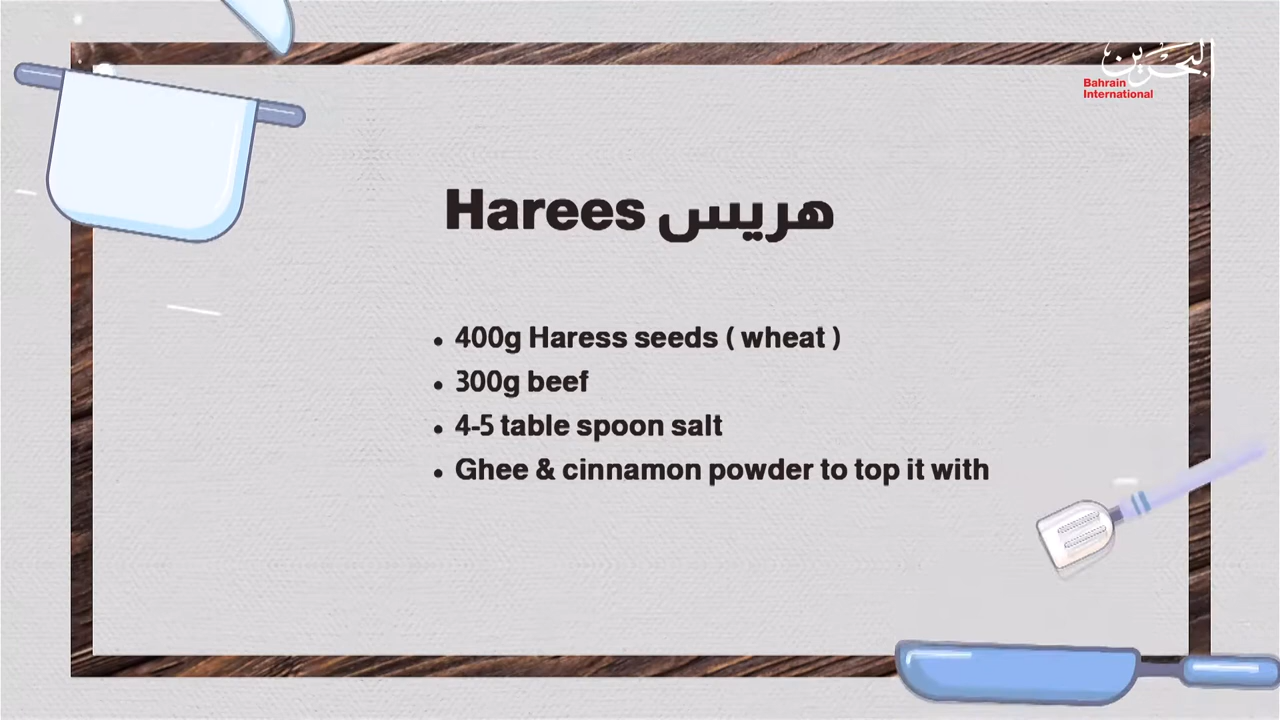 البحرين
Bahrain
International
Harees هريس
• 400g Haress seeds ( wheat )
• 300g beef
• 4-5 table spoon salt
• Ghee & cinnamon powder to top it with